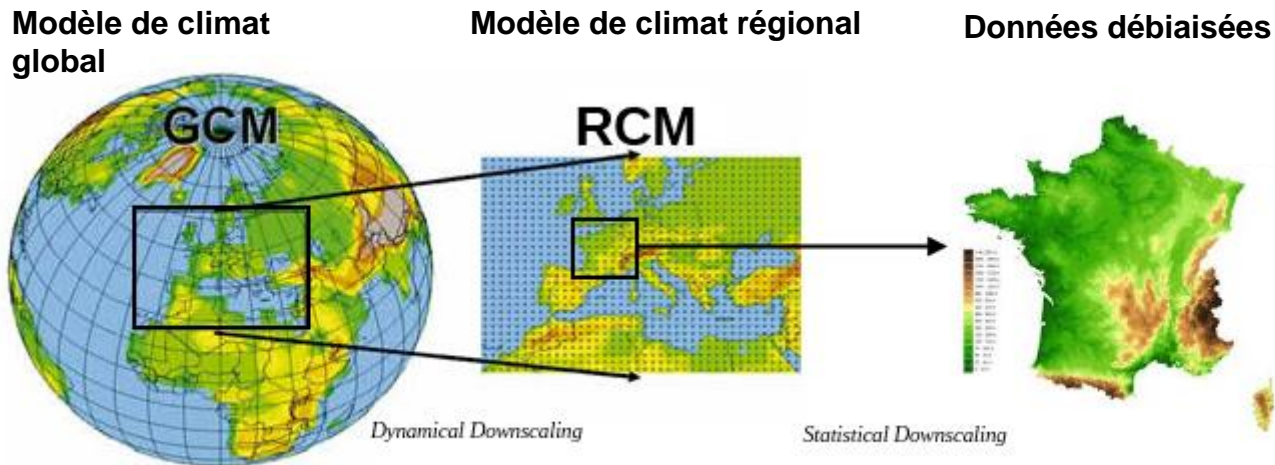 Modèle de climat
global
Modèle de climat régional
Données débiaisées
GCM
RCM
Dynamical Downscaling
Statistical Downscaling